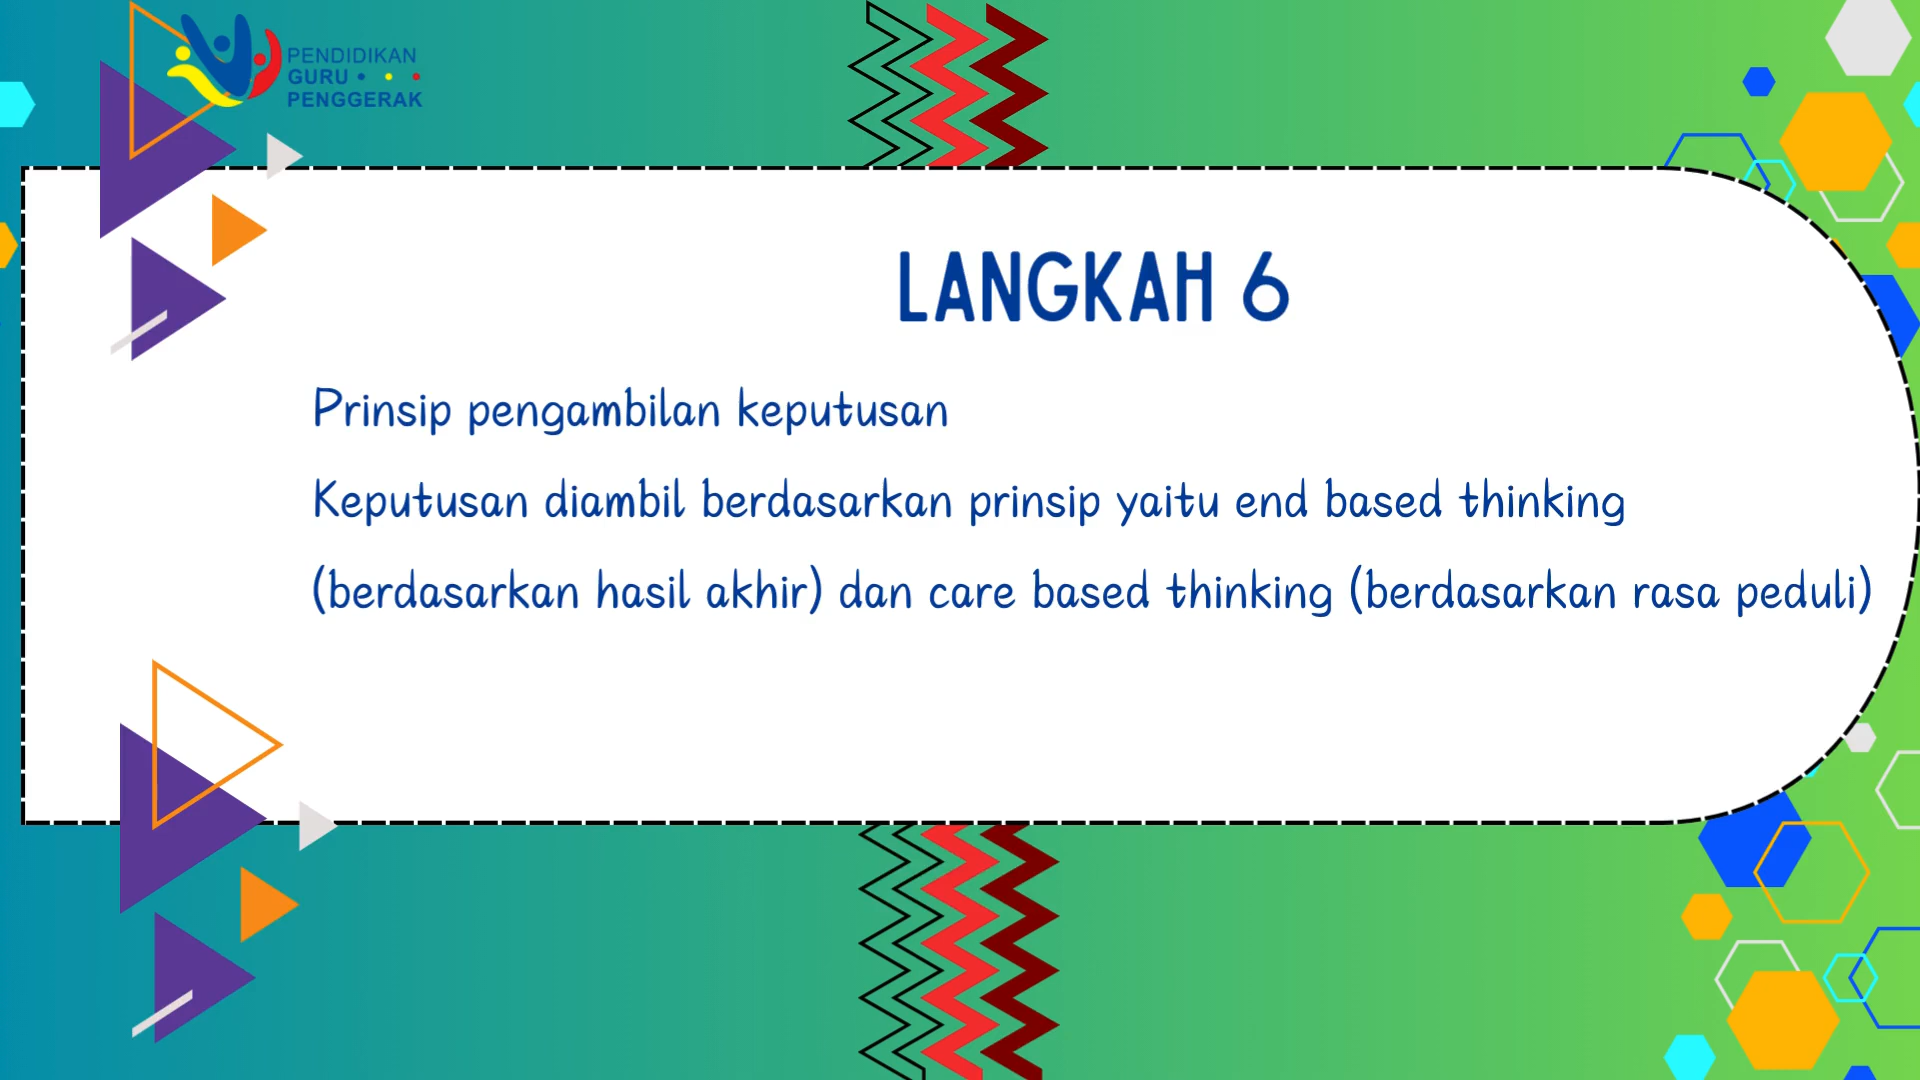 PENDIDIKAN
GURU
PENGGERAK
LANGKAH 6
Prinsip pengambilan keputusan
Keputusan diambil berdasarkan prinsip yaitu end based thinking
(berdasarkan hasil akhir) dan care based thinking (berdasarkan rasa peduli)